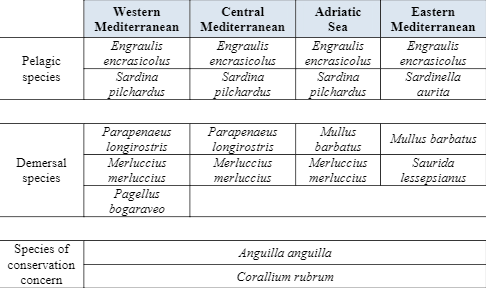 Western Central Adriatic Eastern
Mediterranean Mediterranean Sea Mediterranean
Pelagic species
Engraulis encrasicolus Engraulis encrasicolus Engraulis encrasicolus Engraulis encrasicolus
Sardina pilchardus Sardina pilchardus Sardina pilchardus Sardinella aurita
Demersal species
Parapenaeus longirostris Parapenaeus longirostris Mullus barbatus Mullus barbatus
Merluccius merluccius Merluccius merluccius Merluccius merluccius Saurida lessepsianus
Pagellus bogaraveo
Species of conservation concern
Anguilla anguilla
Corallium rubrum